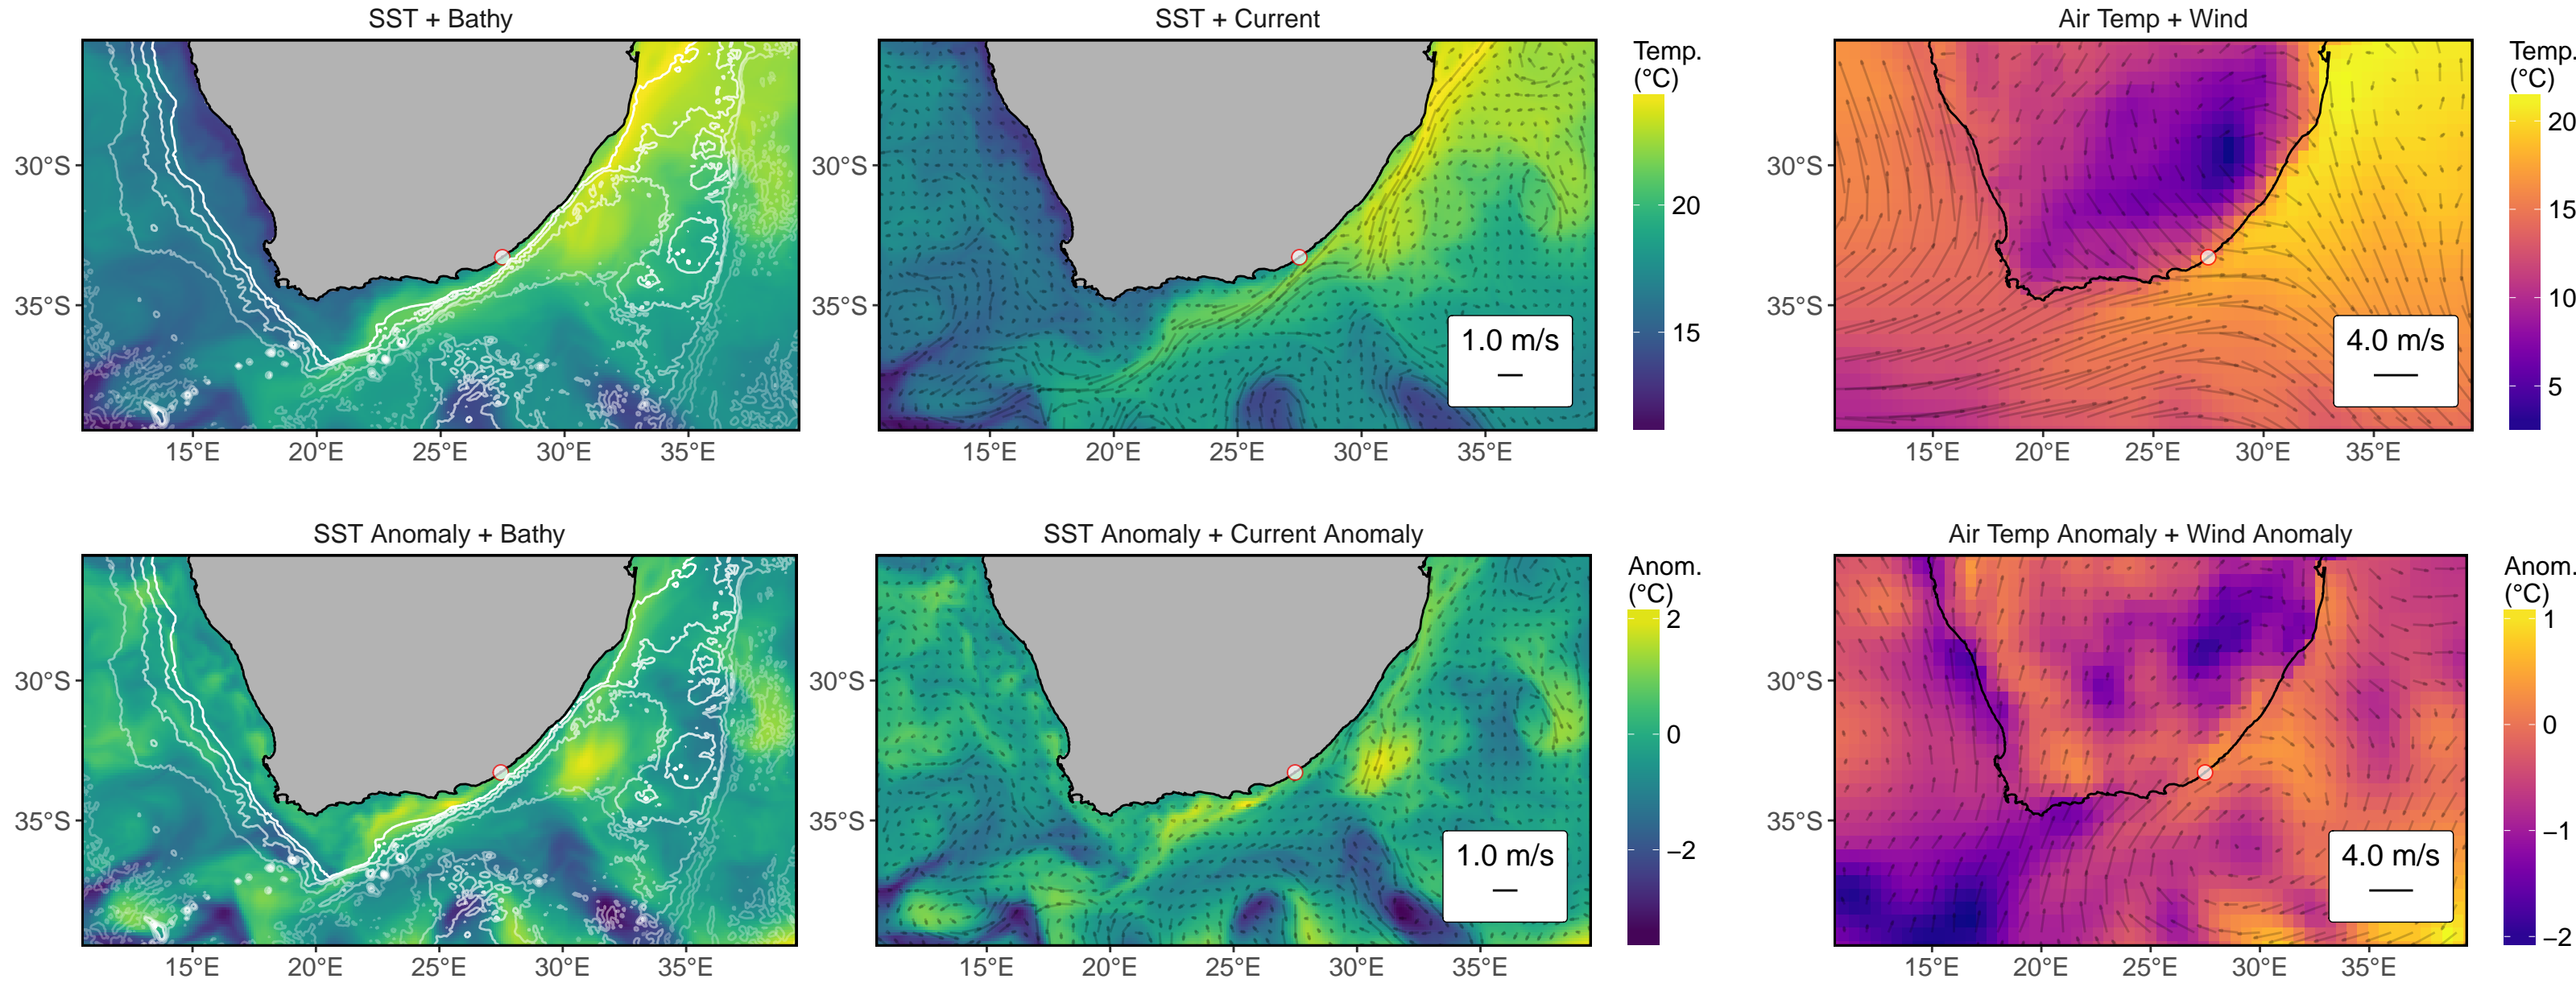 SST + Bathy
SST + Current
Air Temp + Wind
30°S
35°S
15°E 20°E 25°E 30°E 35°E
30°S
35°S
15°E 20°E 25°E 30°E 35°E
1.0 m/s
Temp.
(°C)
20
15
30°S
35°S
15°E 20°E 25°E 30°E 35°E
4.0 m/s
Temp.
(°C)
20
15
10
5
SST Anomaly + Bathy
SST Anomaly + Current Anomaly
Air Temp Anomaly + Wind Anomaly
30°S
35°S
15°E 20°E 25°E 30°E 35°E
30°S
35°S
15°E 20°E 25°E 30°E 35°E
1.0 m/s
Anom.
(°C)
2
0
−2
30°S
35°S
15°E 20°E 25°E 30°E 35°E
4.0 m/s
Anom.
(°C)
1
0
−1
−2